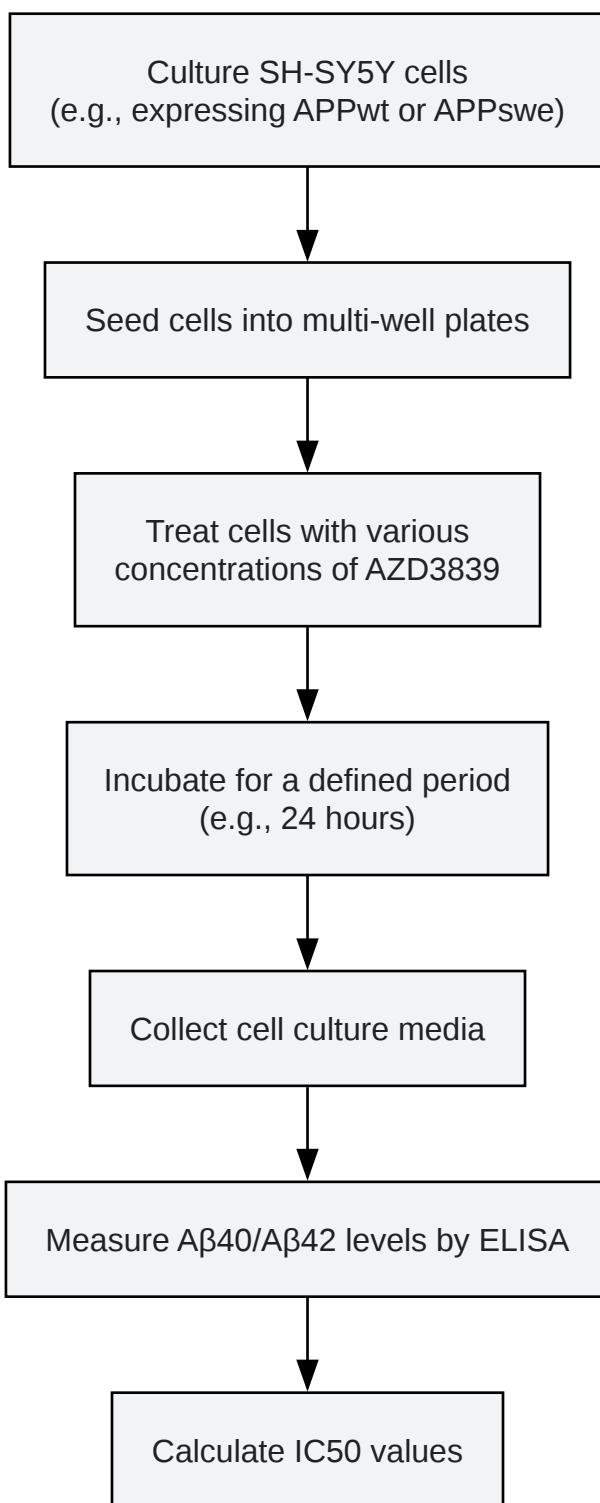 Culture SH-SY5Y cells
(e.g., expressing APPwt or APPswe)
Seed cells into multi-well plates
Treat cells with various
concentrations of AZD3839
Incubate for a defined period
(e.g., 24 hours)
Collect cell culture media
Measure Aβ40/Aβ42 levels by ELISA
Calculate IC50 values